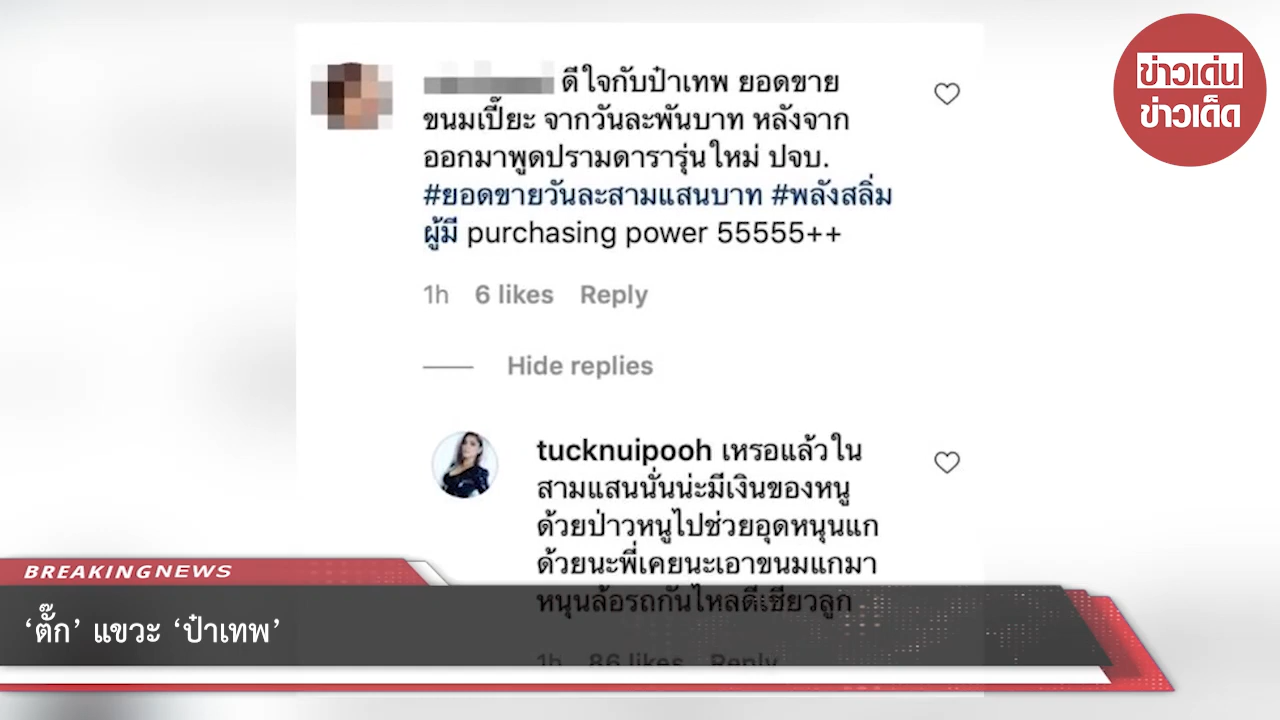 ข่าวเด่น
ข่าวเด็ด
ดีใจกับป๋าเทพ ยอดขาย
ขนมเปี๊ยะ จากวันละพันบาท หลังจาก
ออกมาพูดปรามดารารุ่นใหม่ ปจบ.
#ยอดขายวันละสามแสนบาท #พลังสลิ่ม
ผู้มี purchasing power 55555++
1h 6 likes Reply
Hide replies
tucknuipooh เหรอแล้วใน
สามแสนนั่นน่ะมีเงินของหนู
ด้วยป่าวหนูไปช่วยอุดหนุนแก
ด้วยนะพี่เคยนะเอาขนมแกมา
หนุนล้อรถกันไหลดีเชียวลูก
1h 86 likes Reply
BREAKING NEWS
‘ตั๊ก’ แขวะ ‘ป๋าเทพ’